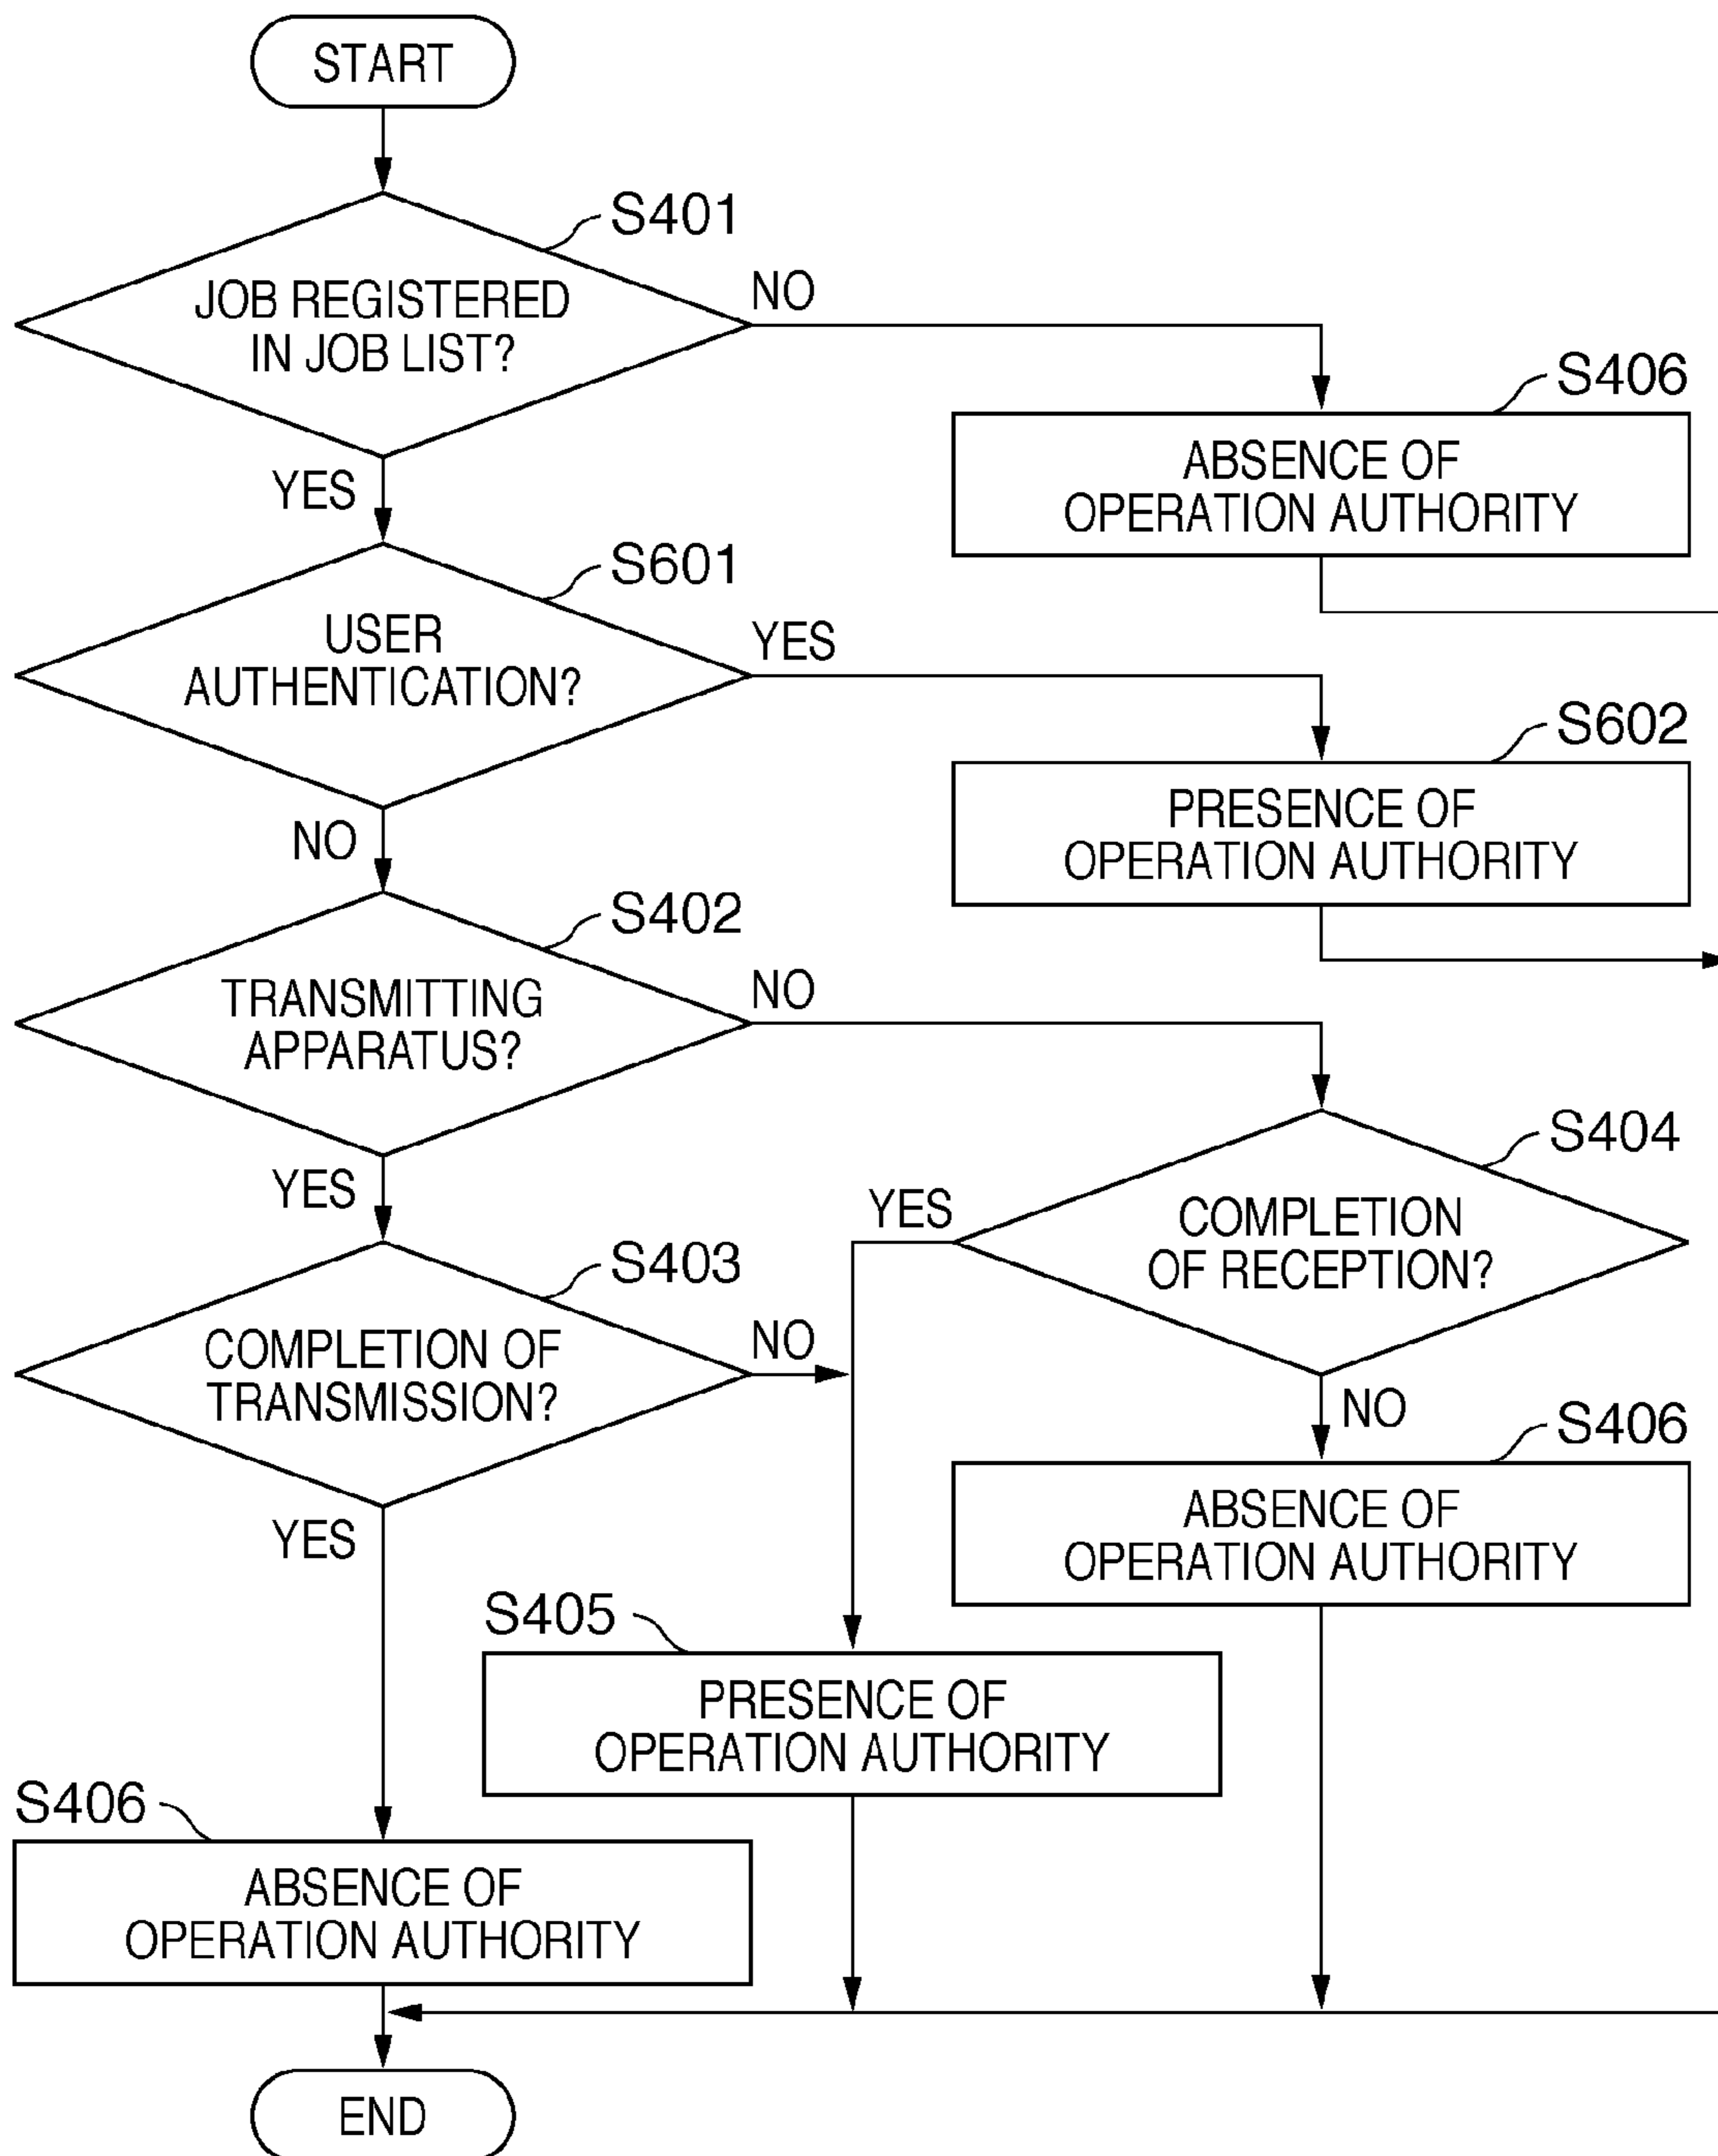 START
S401
JOB REGISTERED
IN JOB LIST?
NO
YES
S406
ABSENCE OF
OPERATION AUTHORITY
S601
USER
AUTHENTICATION?
YES
NO
S602
PRESENCE OF
OPERATION AUTHORITY
S402
TRANSMITTING
APPARATUS?
NO
YES
S404
COMPLETION
OF RECEPTION?
YES
NO
S403
COMPLETION OF
TRANSMISSION?
NO
YES
S406
ABSENCE OF
OPERATION AUTHORITY
S405
PRESENCE OF
OPERATION AUTHORITY
S406
ABSENCE OF
OPERATION AUTHORITY
END